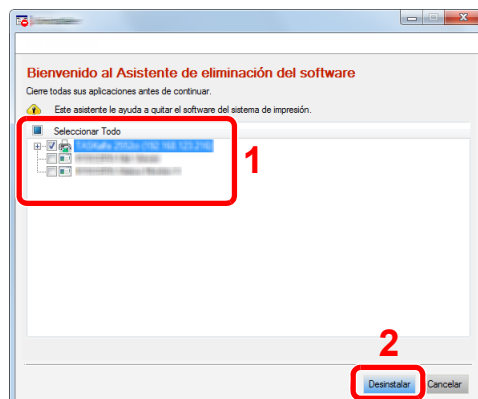 Bienvenido al Asistente de eliminación del software
Cierre todas sus aplicaciones antes de continuar.
Este asistente le ayuda a quitar el software del sistema de impresión.
Seleccionar Todo
1
2
Desinstalar Cancelar